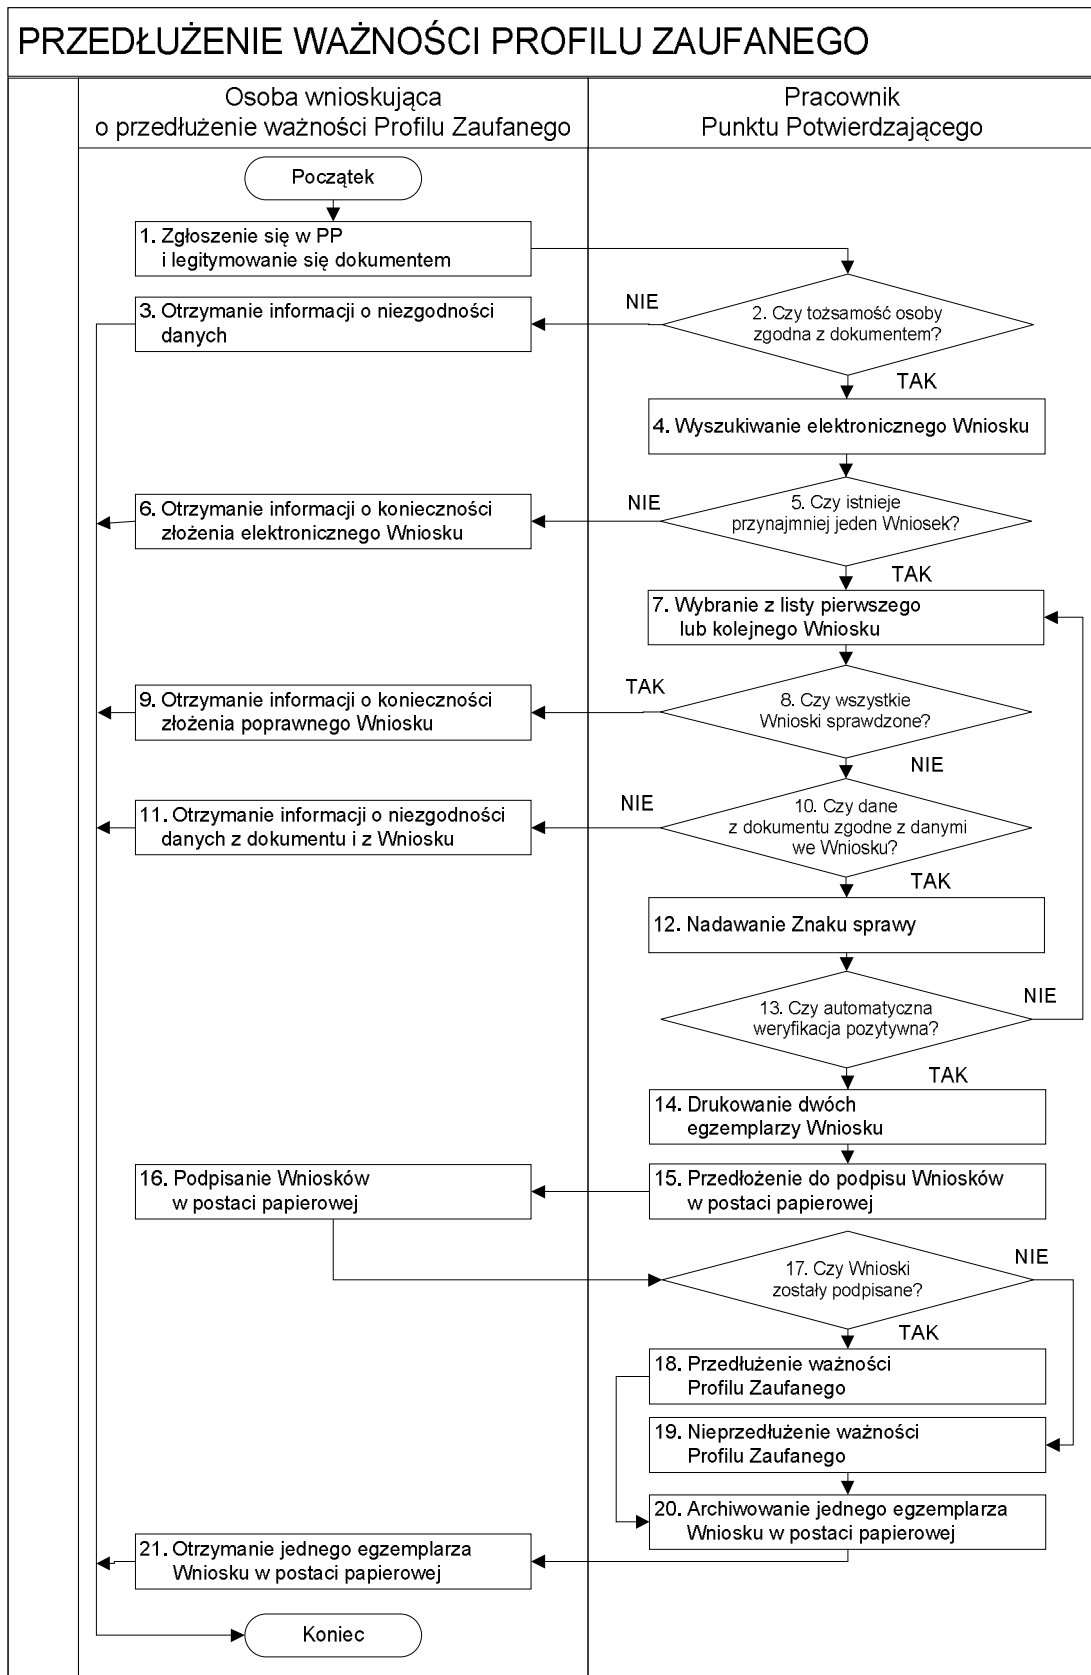 PRZEDŁUŻENIE WAŻNOŚCI PROFILU ZAUFANEGO
Osoba wnioskująca
o przedłużenie ważności Profilu Zaufanego
Pracownik
Punktu Potwierdzającego
Początek
1. Zgłoszenie się w PP
i legitymowanie się dokumentem
2. Czy tożsamość osoby
zgodna z dokumentem?
NIE
3. Otrzymanie informacji o niezgodności
danych
TAK
4. Wyszukiwanie elektronicznego Wniosku
5. Czy istnieje
przynajmniej jeden Wniosek?
NIE
6. Otrzymanie informacji o konieczności
złożenia elektronicznego Wniosku
TAK
7. Wybranie z listy pierwszego
lub kolejnego Wniosku
8. Czy wszystkie
Wnioski sprawdzone?
TAK
9. Otrzymanie informacji o konieczności
złożenia poprawnego Wniosku
NIE
10. Czy dane
z dokumentu zgodne z danymi
we Wniosku?
NIE
11. Otrzymanie informacji o niezgodności
danych z dokumentu i z Wniosku
TAK
12. Nadawanie Znaku sprawy
13. Czy automatyczna
weryfikacja pozytywna?
NIE
TAK
14. Drukowanie dwóch
egzemplarzy Wniosku
15. Przedłożenie do podpisu Wniosków
w postaci papierowej
16. Podpisanie Wniosków
w postaci papierowej
17. Czy Wnioski
zostały podpisane?
NIE
TAK
18. Przedłużenie ważności
Profilu Zaufanego
19. Nieprzedłużenie ważności
Profilu Zaufanego
20. Archiwowanie jednego egzemplarza
Wniosku w postaci papierowej
21. Otrzymanie jednego egzemplarza
Wniosku w postaci papierowej
Koniec